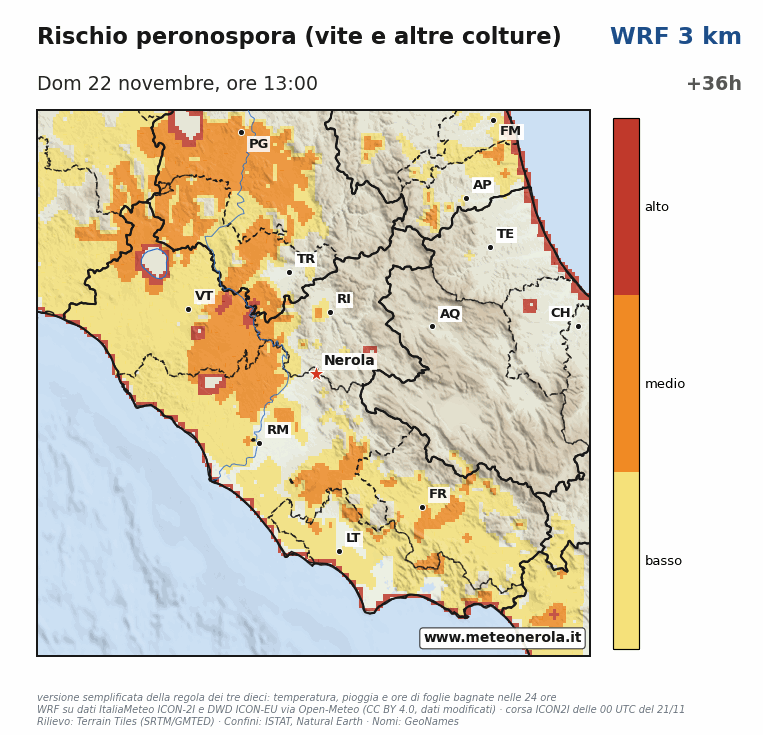 Rischio peronospora (vite e altre colture)
WRF 3 km
Dom 22 novembre, ore 13:00
+36h
FM
PG
AP
TE
TR
VT
RI
AQ
CH
Nerola
RM
FR
LT
www.meteonerola.it
alto
medio
basso
versione semplificata della regola dei tre dieci: temperatura, pioggia e ore di foglie bagnate nelle 24 ore
WRF su dati ItaliaMeteo ICON-2I e DWD ICON-EU via Open-Meteo (CC BY 4.0, dati modificati) · corsa ICON2I delle 00 UTC del 21/11
Rilievo: Terrain Tiles (SRTM/GMTED) · Confini: ISTAT, Natural Earth · Nomi: GeoNames